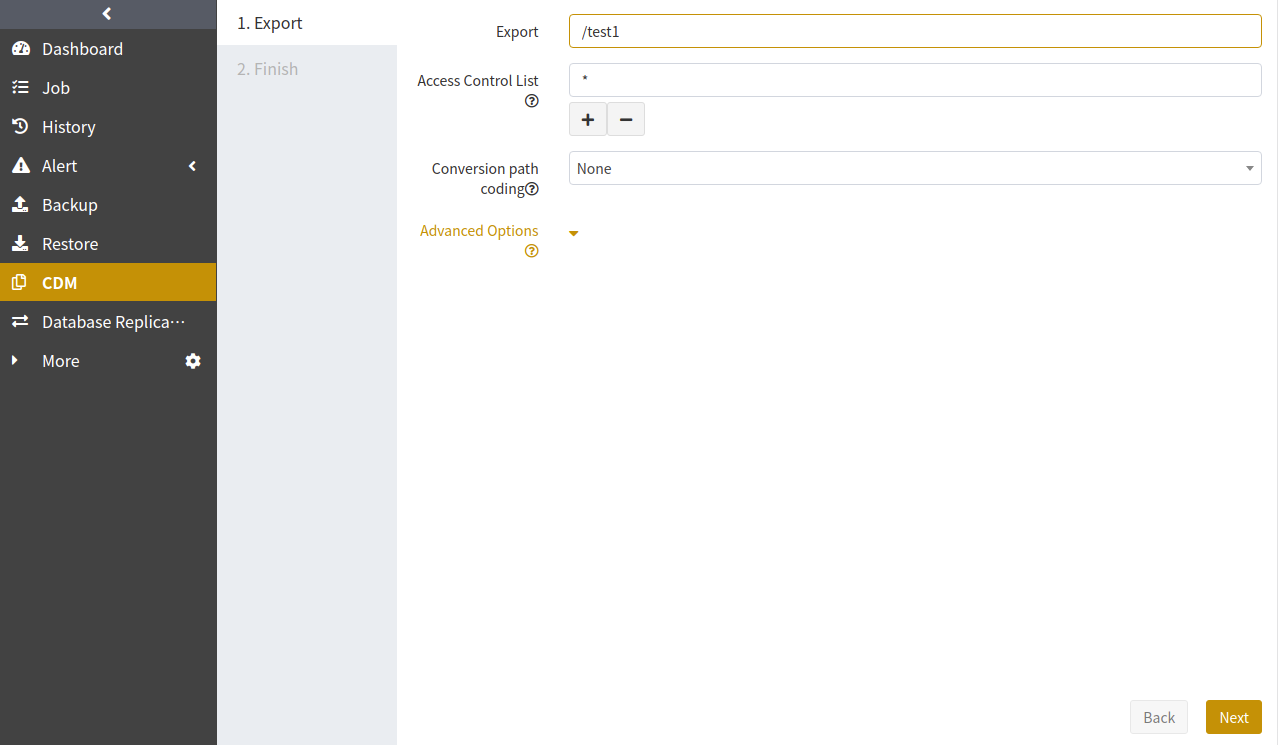 Dashboard
Job
History
Alert
Backup
Restore
CDM
Database Replica···
More
1. Export
2. Finish
Export
/test1
Access Control List
*
Conversion path
coding
None
Advanced Options
Back
Next